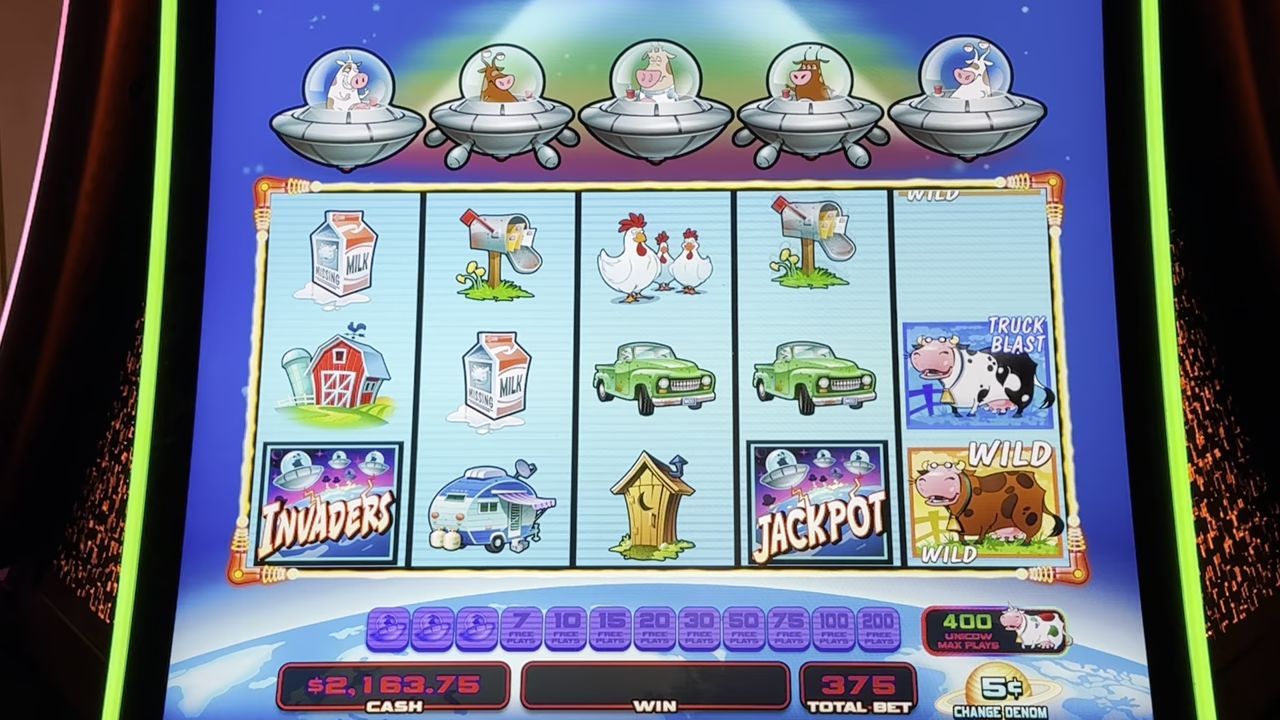 WILD
MISSING
MILK
TRUCK
BLAST
MISSING
MILK
INVADERS
JACKPOT
WILD
WILD
7
FREE
PLAYS
10
FREE
PLAYS
15
FREE
PLAYS
20
FREE
PLAYS
30
FREE
PLAYS
50
FREE
PLAYS
75
FREE
PLAYS
100
FREE
PLAYS
200
FREE
PLAYS
400
UNICOW
MAX PLAYS
$2,163.75
CASH
WIN
375
TOTAL BET
5¢
CHANGE DENOM